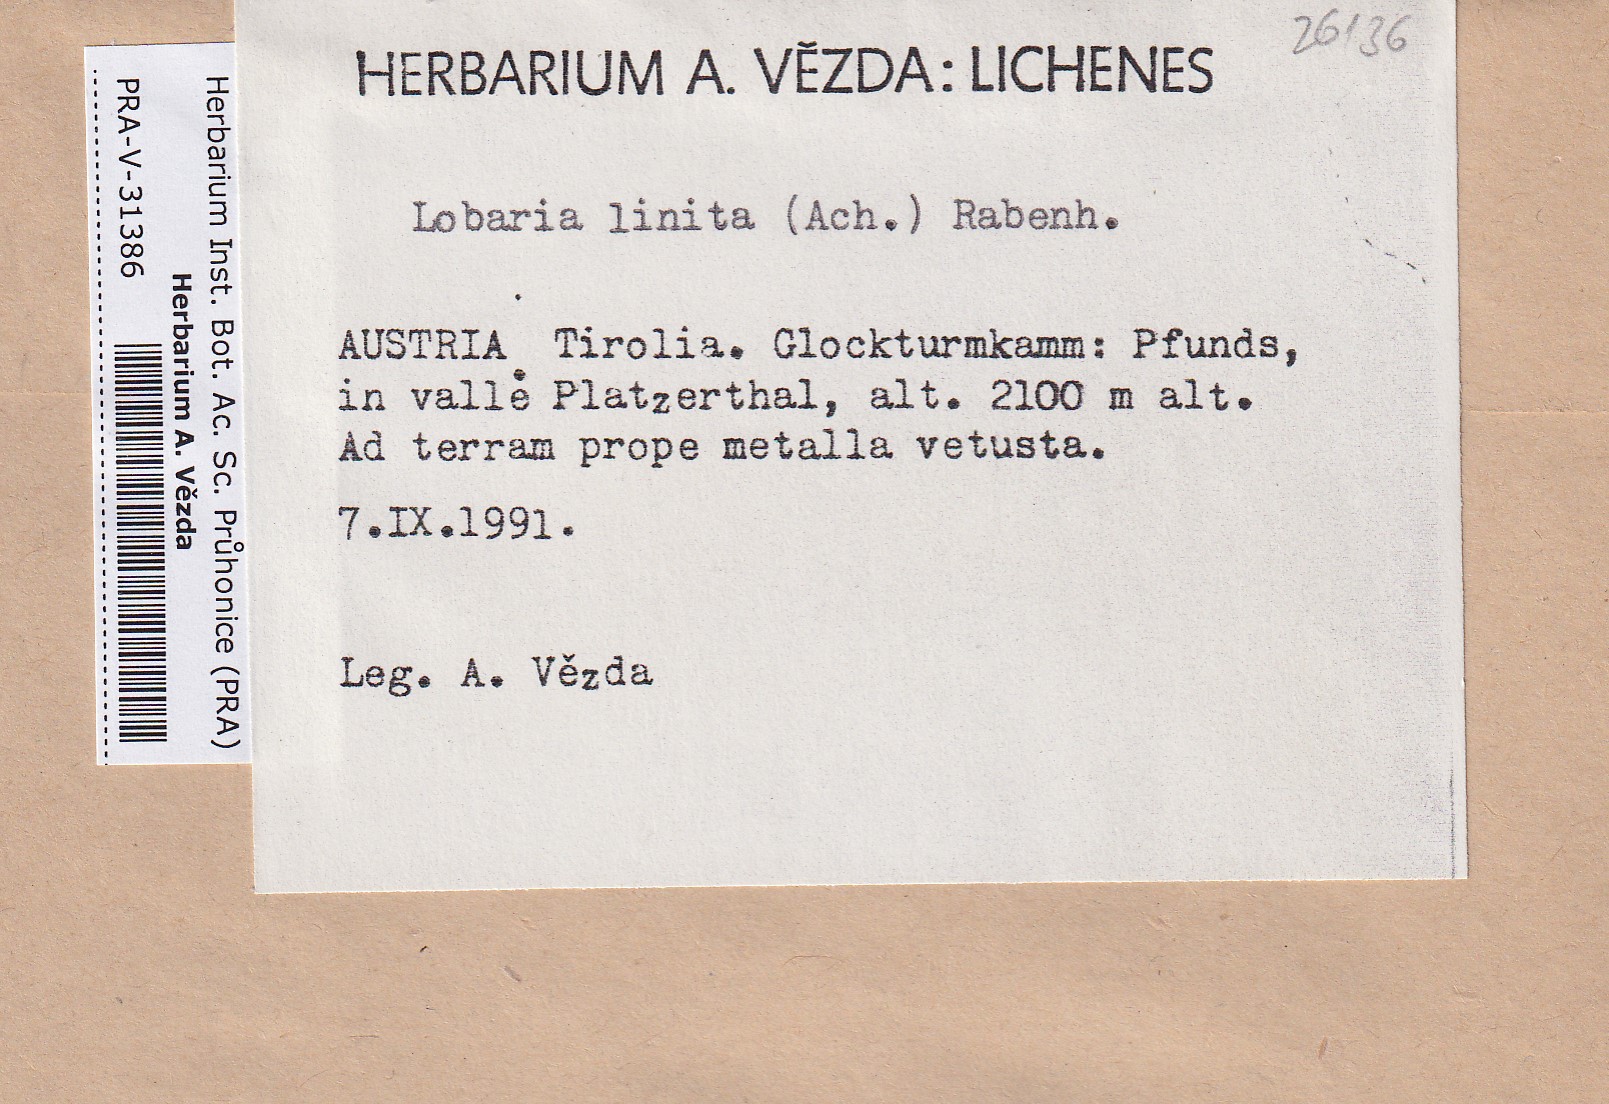 26136
HERBARIUM A. VĚZDA: LICHENES
Lobaria linita (Ach.) Rabenh.
AUSTRIA. Tirolia. Glockturmkamm: Pfunds,
in valle Platzerthal, alt. 2100 m alt.
Ad terram prope metalla vetusta.
7.IX.1991.
Leg. A. Vězda
Herbarium Inst. Bot. Ac. Sc. Průhonice (PRA)
Herbarium A. Vězda
PRA-V-31386